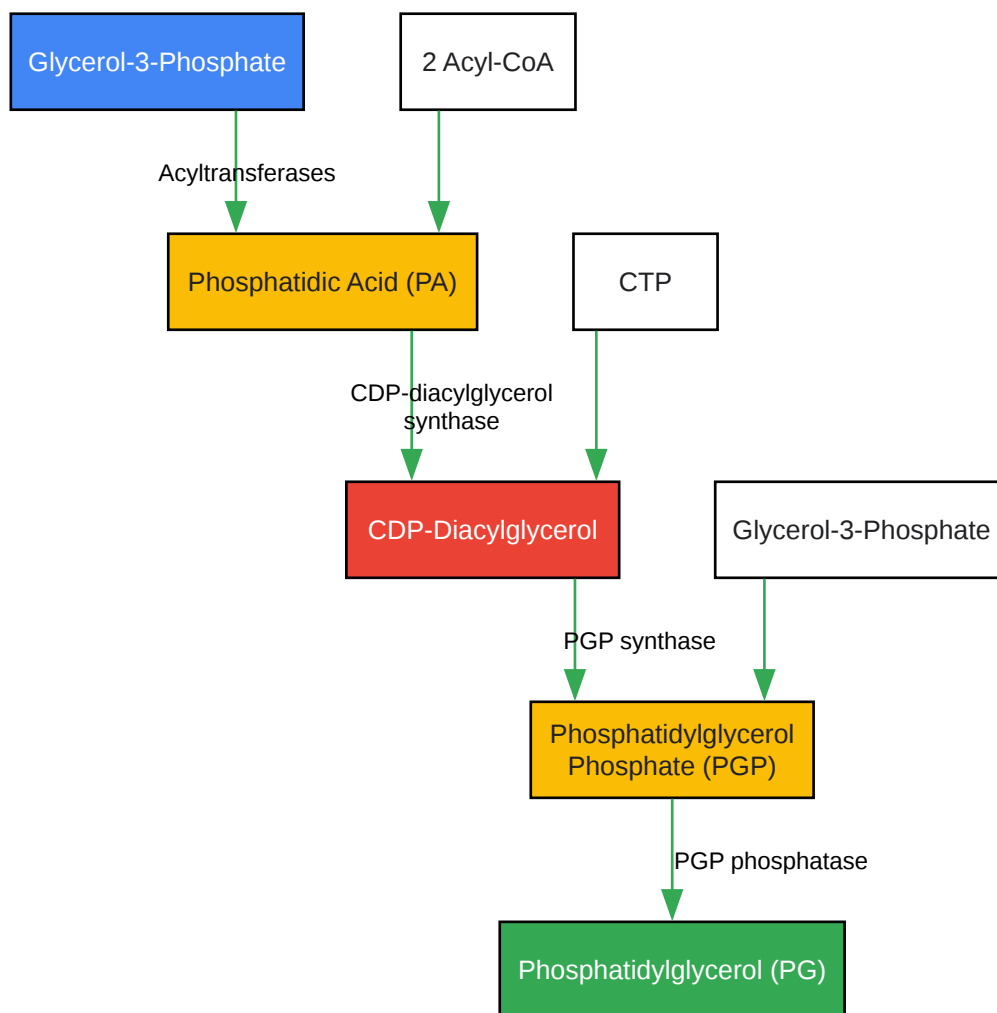 Glycerol-3-Phosphate
2 Acyl-CoA
Acyltransferases
Phosphatidic Acid (PA)
CTP
CDP-diacylglycerol
synthase
CDP-Diacylglycerol
Glycerol-3-Phosphate
PGP synthase
Phosphatidylglycerol
Phosphate (PGP)
PGP phosphatase
Phosphatidylglycerol (PG)